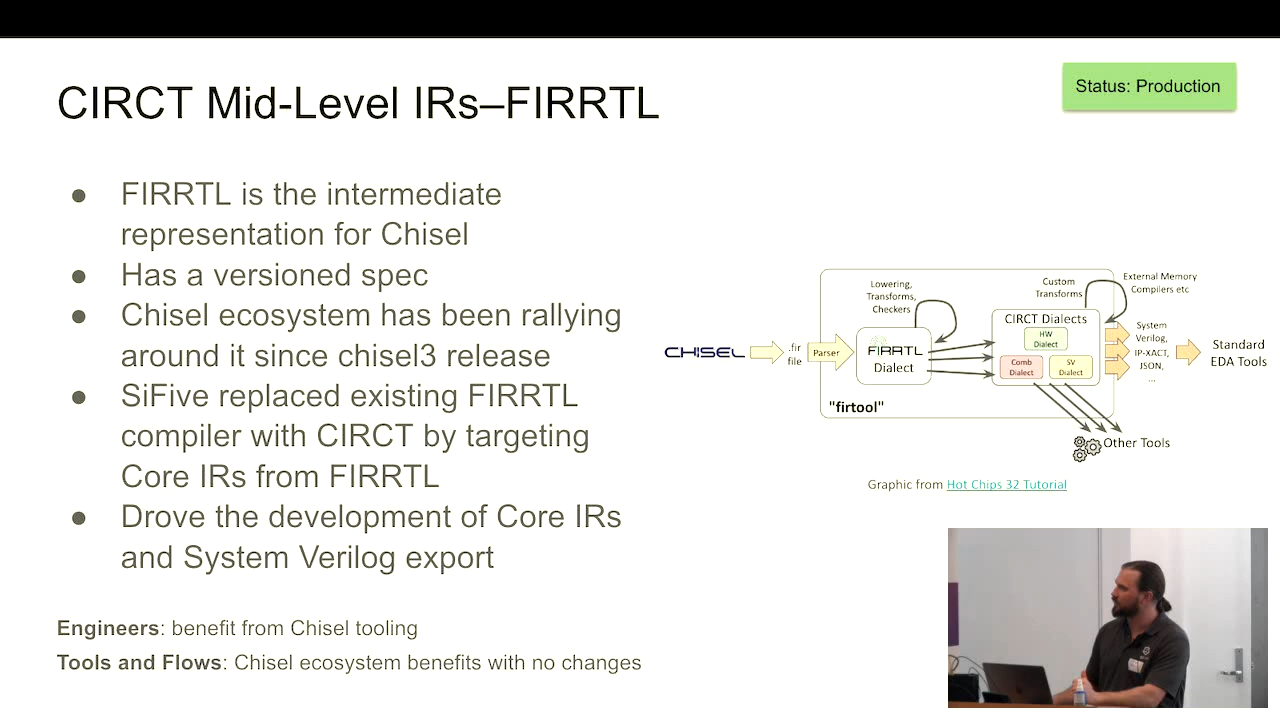 CIRCT Mid-Level IRs–FIRRTL
Status: Production
● FIRRTL is the intermediate
representation for Chisel
● Has a versioned spec
● Chisel ecosystem has been rallying
around it since chisel3 release
● SiFive replaced existing FIRRTL
compiler with CIRCT by targeting
Core IRs from FIRRTL
● Drove the development of Core IRs
and System Verilog export
Engineers: benefit from Chisel tooling
Tools and Flows: Chisel ecosystem benefits with no changes
CHISEL
.fir
file
Parser
Lowering,
Transforms,
Checkers
FIRRTL
Dialect
"firtool"
Custom
Transforms
External Memory
Compilers etc
CIRCT Dialects
HW
Dialect
Comb
Dialect
SV
Dialect
System
Verilog,
IP-XACT,
JSON,
...
Standard
EDA Tools
Other Tools
Graphic from Hot Chips 32 Tutorial